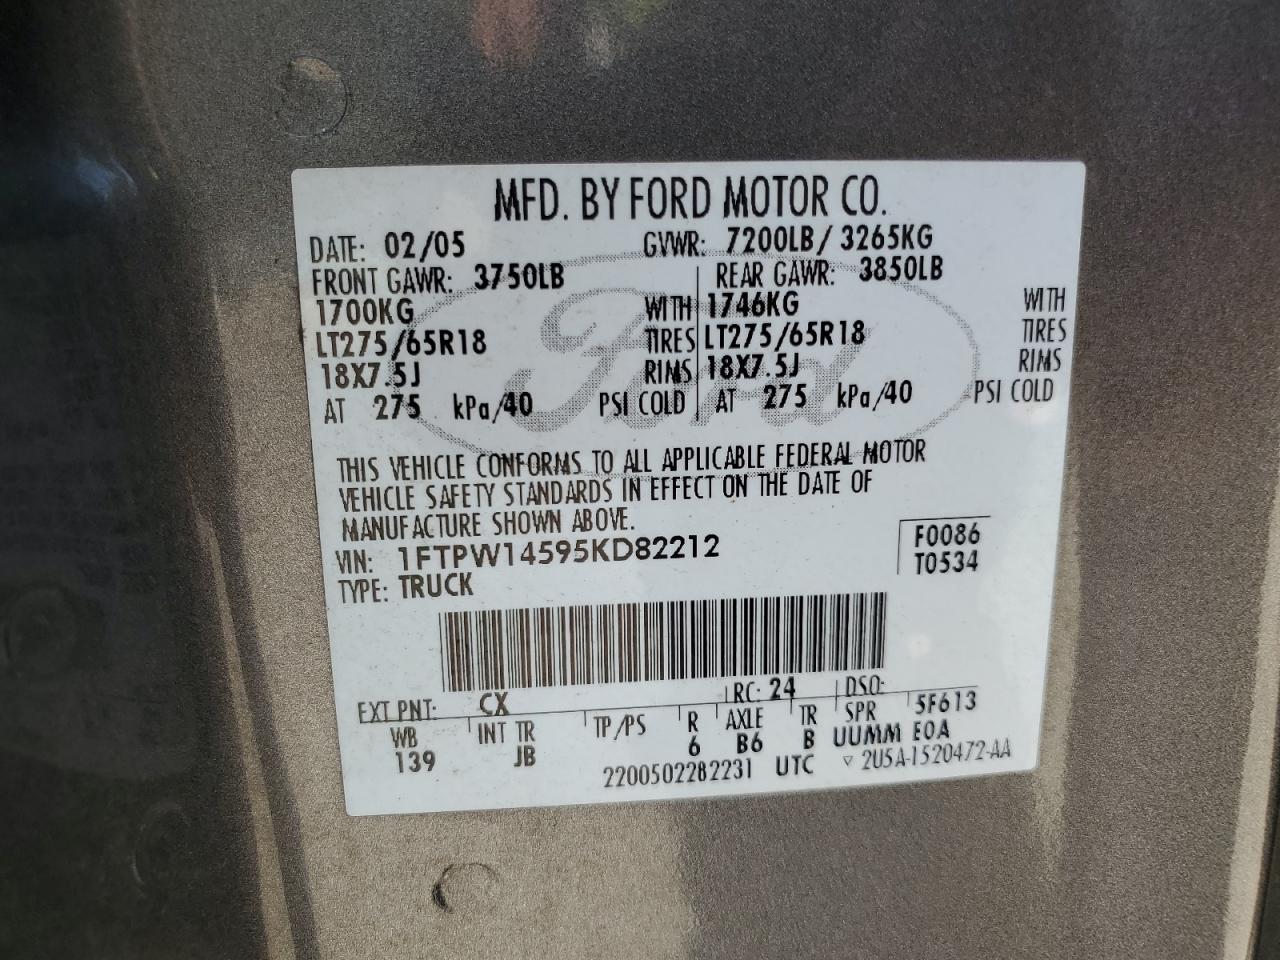 MFD. BY FORD MOTOR CO.
DATE: 02/05 GVWR: 7200LB/ 3265KG
FRONT GAWR: 3750LB REAR GAWR: 3850LB
1700KG WITH 1746KG WITH
LT275/65R18 TIRES LT275/65R18 TIRES
18X7.5J RIMS 18X7.5J RIMS
AT 275 kPa/40 PSI COLD AT 275 kPa/40 PSI COLD
Ford
THIS VEHICLE CONFORMS TO ALL APPLICABLE FEDERAL MOTOR
VEHICLE SAFETY STANDARDS IN EFFECT ON THE DATE OF
MANUFACTURE SHOWN ABOVE.
VIN: 1FTPW14595KD82212 F0086
TYPE: TRUCK T0534
EXT PNT: CX RC: 24 DSO:
WB INT TR TP/PS R AXLE TR SPR 5F613
139 JB 6 B6 B UUMM EOA
2200502282231 UTC ▿ 2U5A-1520472-AA